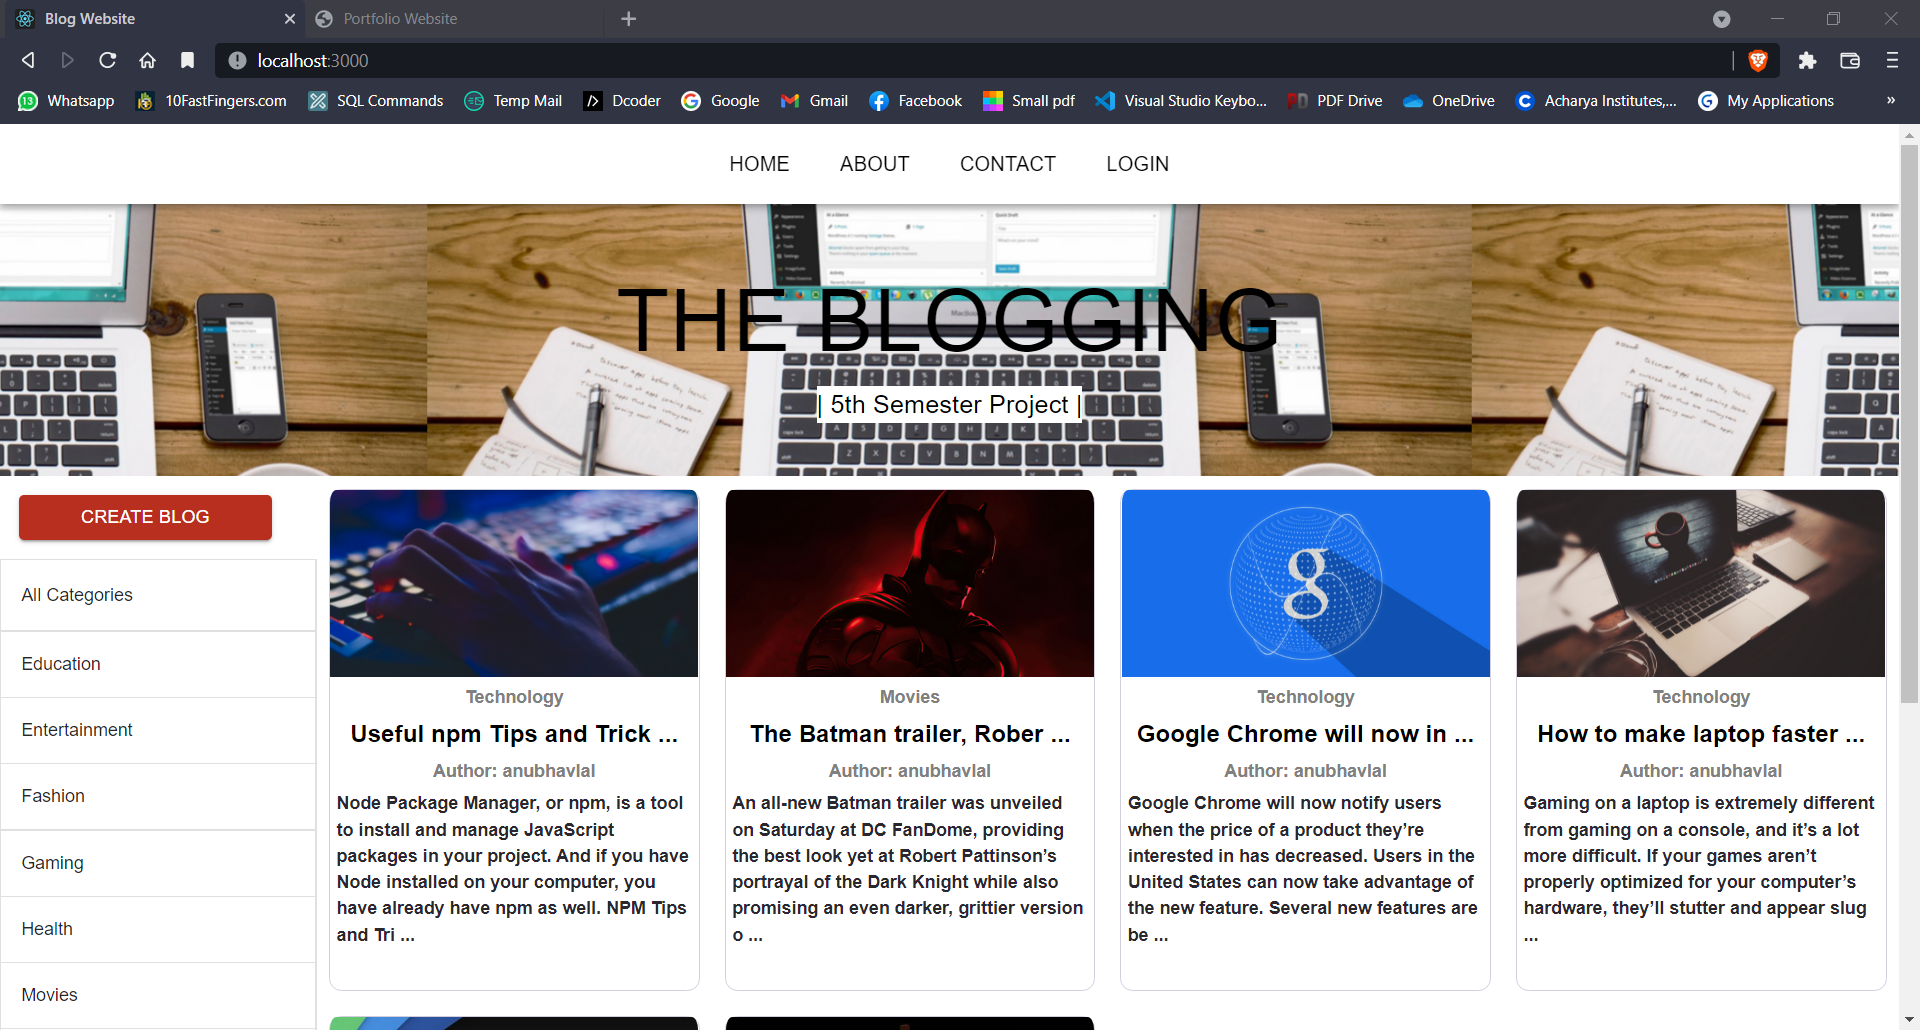 Blog Website
Portfolio Website
localhost:3000
13 Whatsapp
10FastFingers.com
SQL Commands
Temp Mail
Dcoder
Google
Gmail
Facebook
Small pdf
Visual Studio Keybo...
PDF Drive
OneDrive
Acharya Institutes,...
My Applications
»
HOME
ABOUT
CONTACT
LOGIN
THE BLOGGING
| 5th Semester Project |
CREATE BLOG
All Categories
Education
Entertainment
Fashion
Gaming
Health
Movies
Technology
Useful npm Tips and Trick ...
Author: anubhavlal
Node Package Manager, or npm, is a tool
to install and manage JavaScript
packages in your project. And if you have
Node installed on your computer, you
have already have npm as well. NPM Tips
and Tri ...
Movies
The Batman trailer, Rober ...
Author: anubhavlal
An all-new Batman trailer was unveiled
on Saturday at DC FanDome, providing
the best look yet at Robert Pattinson’s
portrayal of the Dark Knight while also
promising an even darker, grittier version
o ...
g
Technology
Google Chrome will now in ...
Author: anubhavlal
Google Chrome will now notify users
when the price of a product they’re
interested in has decreased. Users in the
United States can now take advantage of
the new feature. Several new features are
be ...
Technology
How to make laptop faster ...
Author: anubhavlal
Gaming on a laptop is extremely different
from gaming on a console, and it’s a lot
more difficult. If your games aren’t
properly optimized for your computer’s
hardware, they’ll stutter and appear slug
...